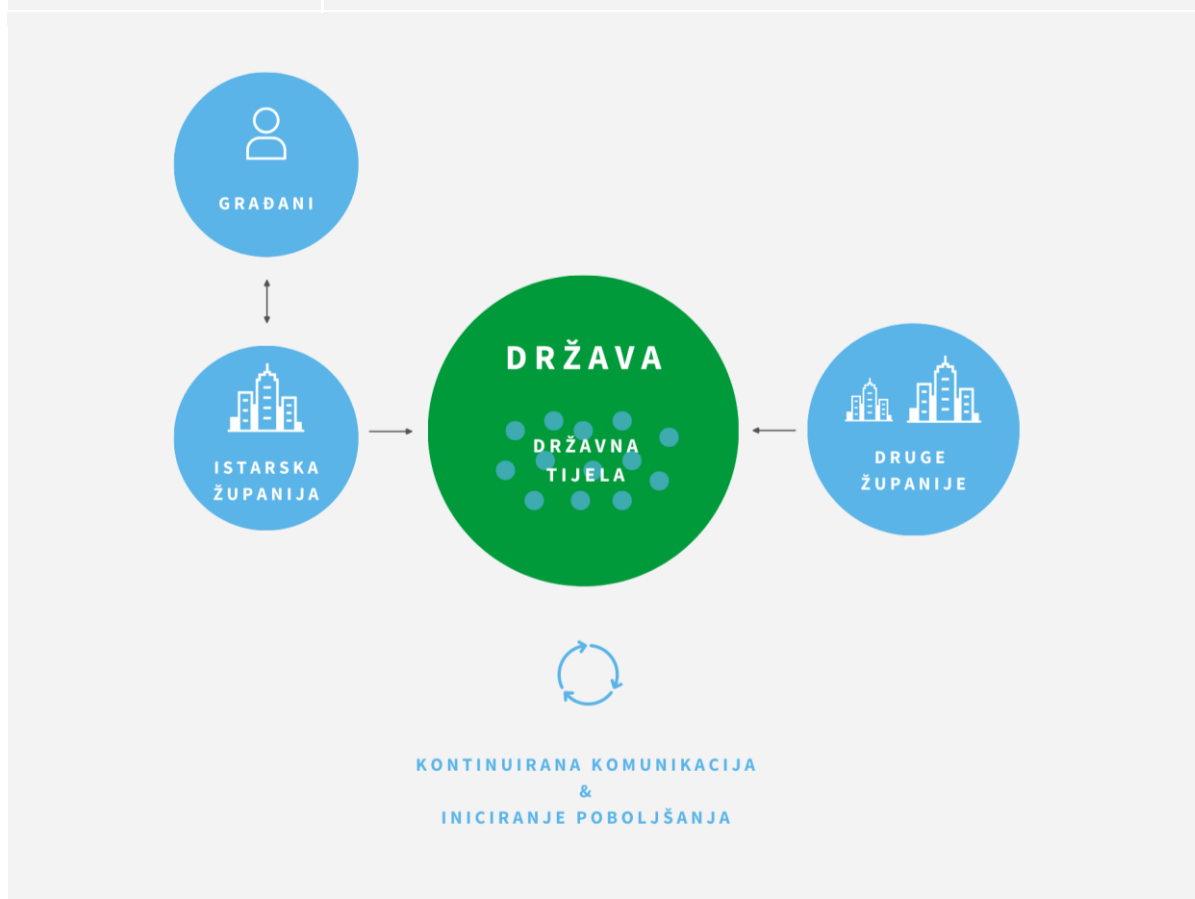 GRAĐANI
DRŽAVA
DRŽAVNA
TIJELA
ISTARSKA
ŽUPANIJA
DRUGE
ŽUPANIJE
KONTINUIRANA KOMUNIKACIJA
&
INICIRANJE POBOLJŠANJA